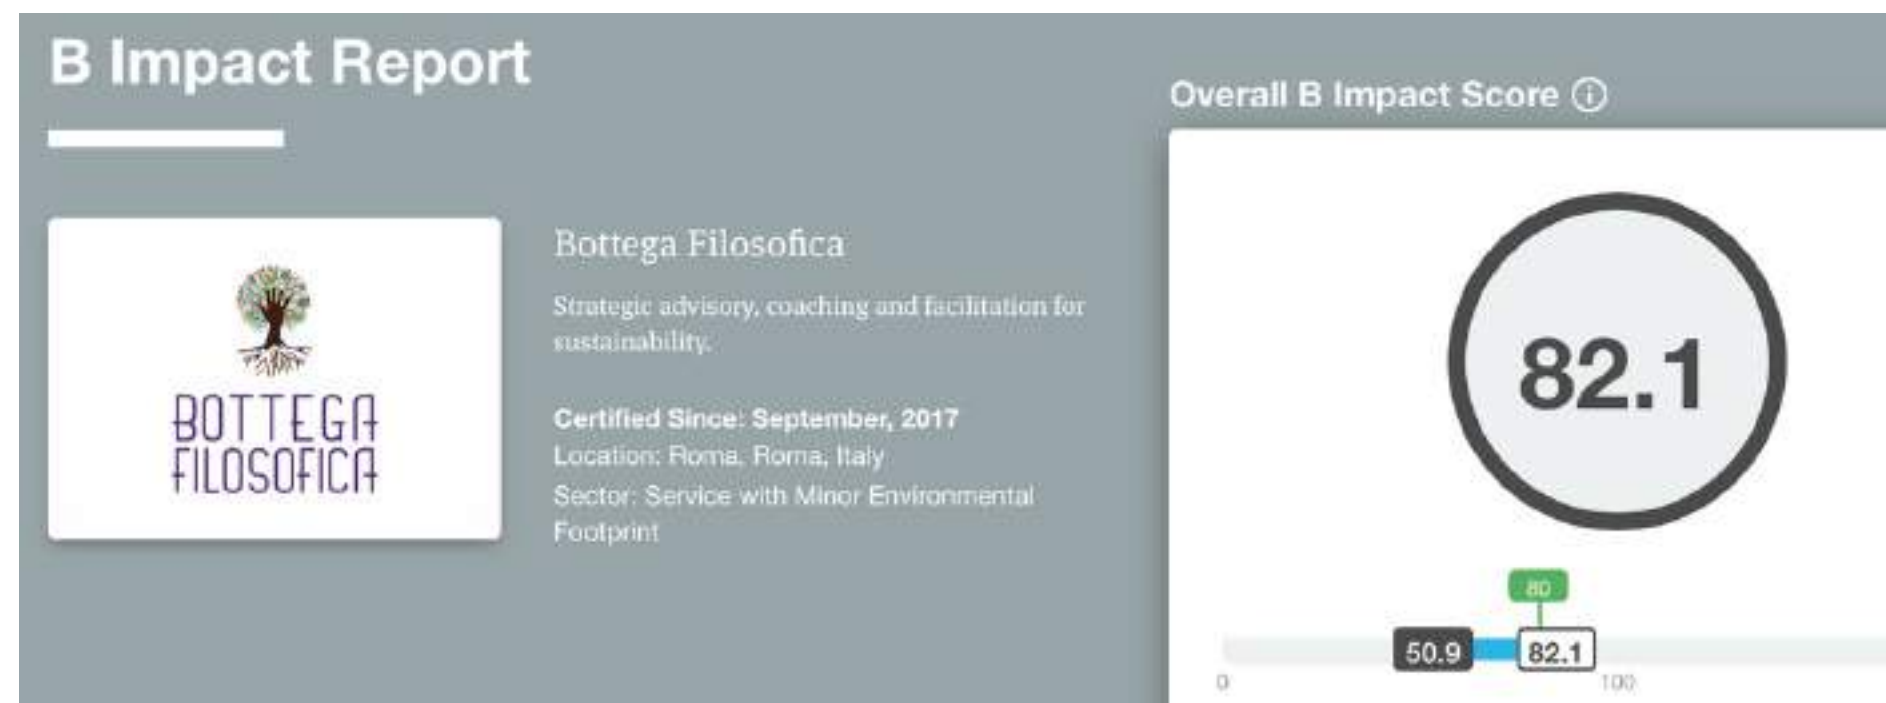 B Impact Report
Overall B Impact Score
BOTTEGA
FILOSOFICA
Bottega Filosofica
Strategic advisory, coaching and facilitation for
sustainability.
Certified Since: September, 2017
Location: Roma, Roma, Italy
Sector: Service with Minor Environmental
Footprint
82.1
80
50.9
82.1
0
100